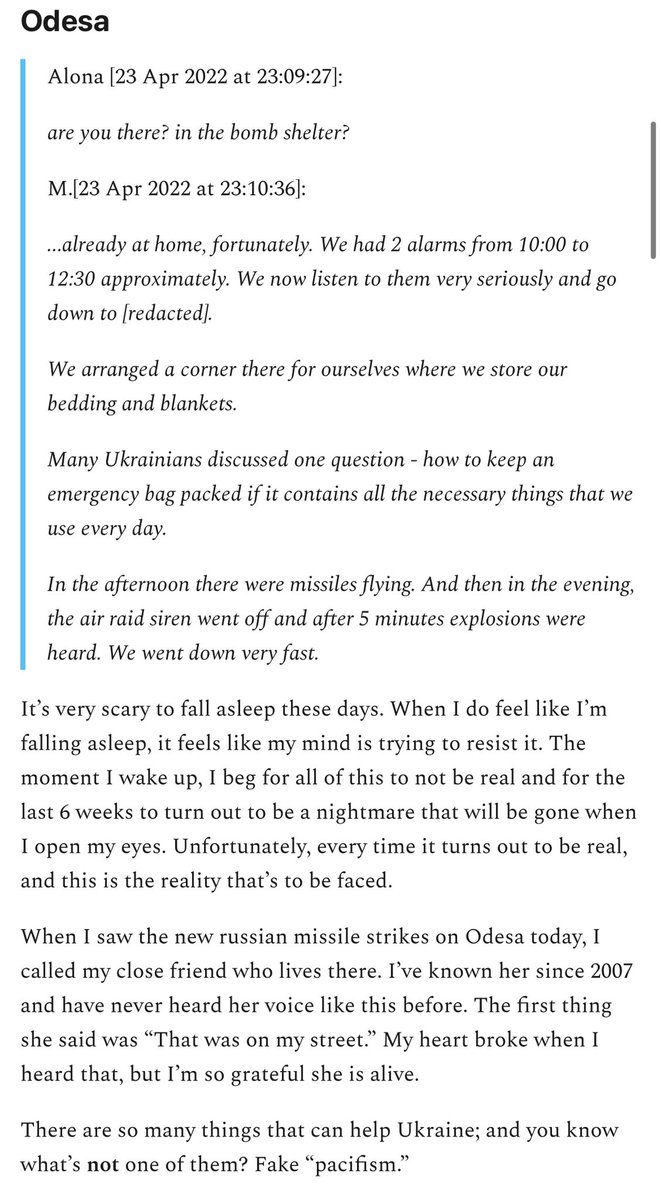 Odesa
Alona [23 Apr 2022 at 23:09:27]:
are you there? in the bomb shelter?
M.[23 Apr 2022 at 23:10:36]:
...already at home, fortunately. We had 2 alarms from 10:00 to
12:30 approximately. We now listen to them very seriously and go
down to [redacted].
We arranged a corner there for ourselves where we store our
bedding and blankets.
Many Ukrainians discussed one question - how to keep an
emergency bag packed if it contains all the necessary things that we
use every day.
In the afternoon there were missiles flying. And then in the evening,
the air raid siren went off and after 5 minutes explosions were
heard. We went down very fast.
It’s very scary to fall asleep these days. When I do feel like I’m
falling asleep, it feels like my mind is trying to resist it. The
moment I wake up, I beg for all of this to not be real and for the
last 6 weeks to turn out to be a nightmare that will be gone when
I open my eyes. Unfortunately, every time it turns out to be real,
and this is the reality that’s to be faced.
When I saw the new russian missile strikes on Odesa today, I
called my close friend who lives there. I’ve known her since 2007
and have never heard her voice like this before. The first thing
she said was “That was on my street.” My heart broke when I
heard that, but I’m so grateful she is alive.
There are so many things that can help Ukraine; and you know
what’s not one of them? Fake “pacifism.”